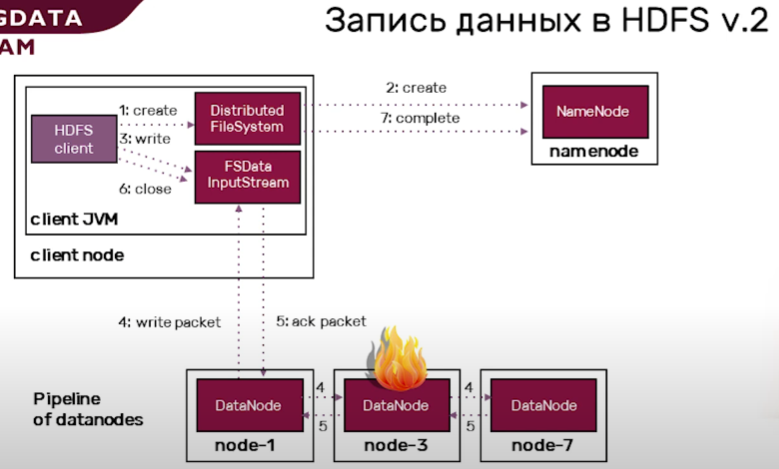 GDATA
AM
Запись данных в HDFS v.2
HDFS
client
1: create
3: write
6: close
Distributed
FileSystem
FSData
InputStream
client JVM
client node
2: create
7: complete
NameNode
namenode
4: write packet
5: ack packet
Pipeline
of datanodes
DataNode
node-1
4
5
DataNode
node-3
4
5
DataNode
node-7